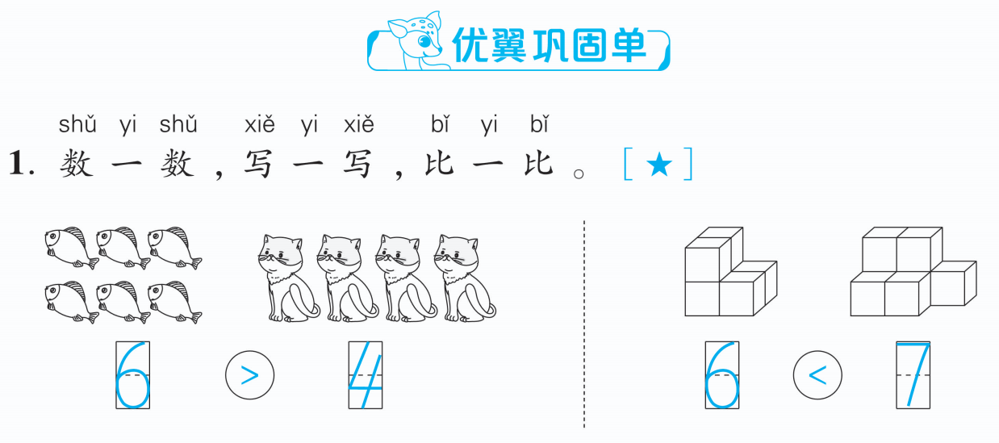 优翼巩固单
shǔ yi shǔ xiě yi xiě bǐ yi bǐ
1. 数一数，写一写，比一比。[★]
6 > 4 6 < 7